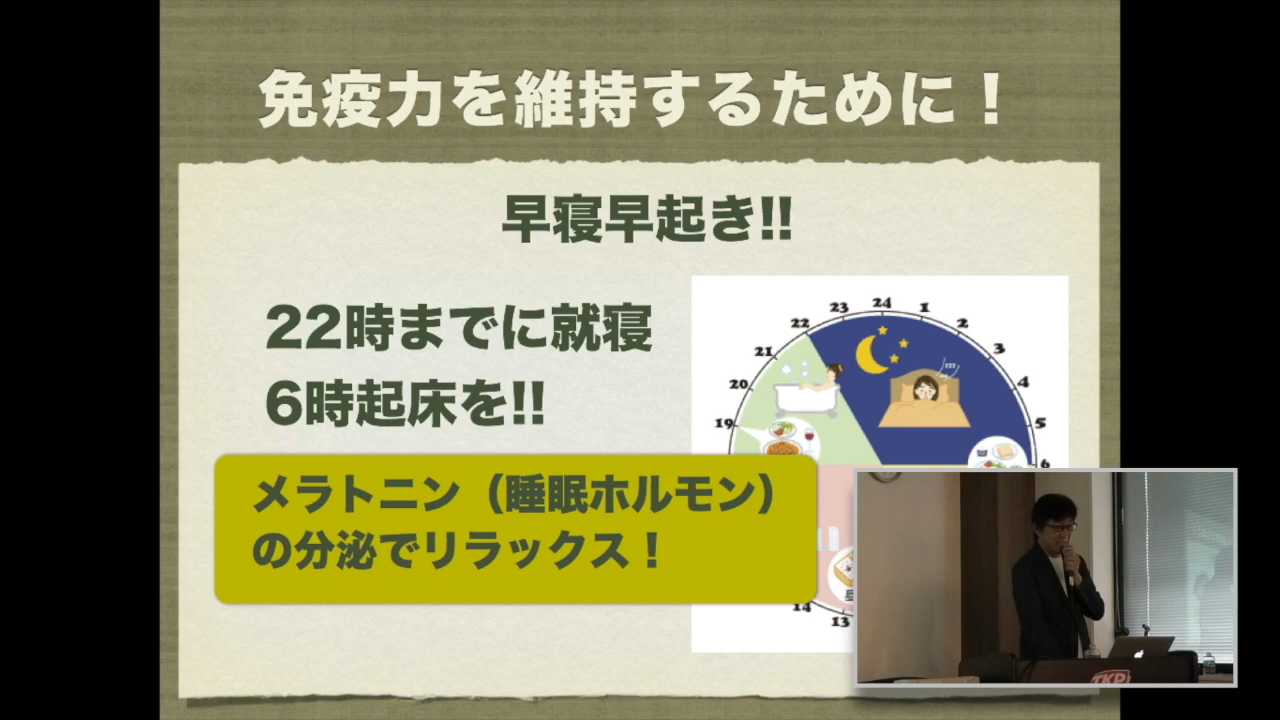 免疫力を維持するために！
早寝早起き!!
22時までに就寝
6時起床を!!
メラトニン（睡眠ホルモン）
の分泌でリラックス！
24
23
1
22
2
21
3
20
4
19
5
6
zzz
14
13
TKP